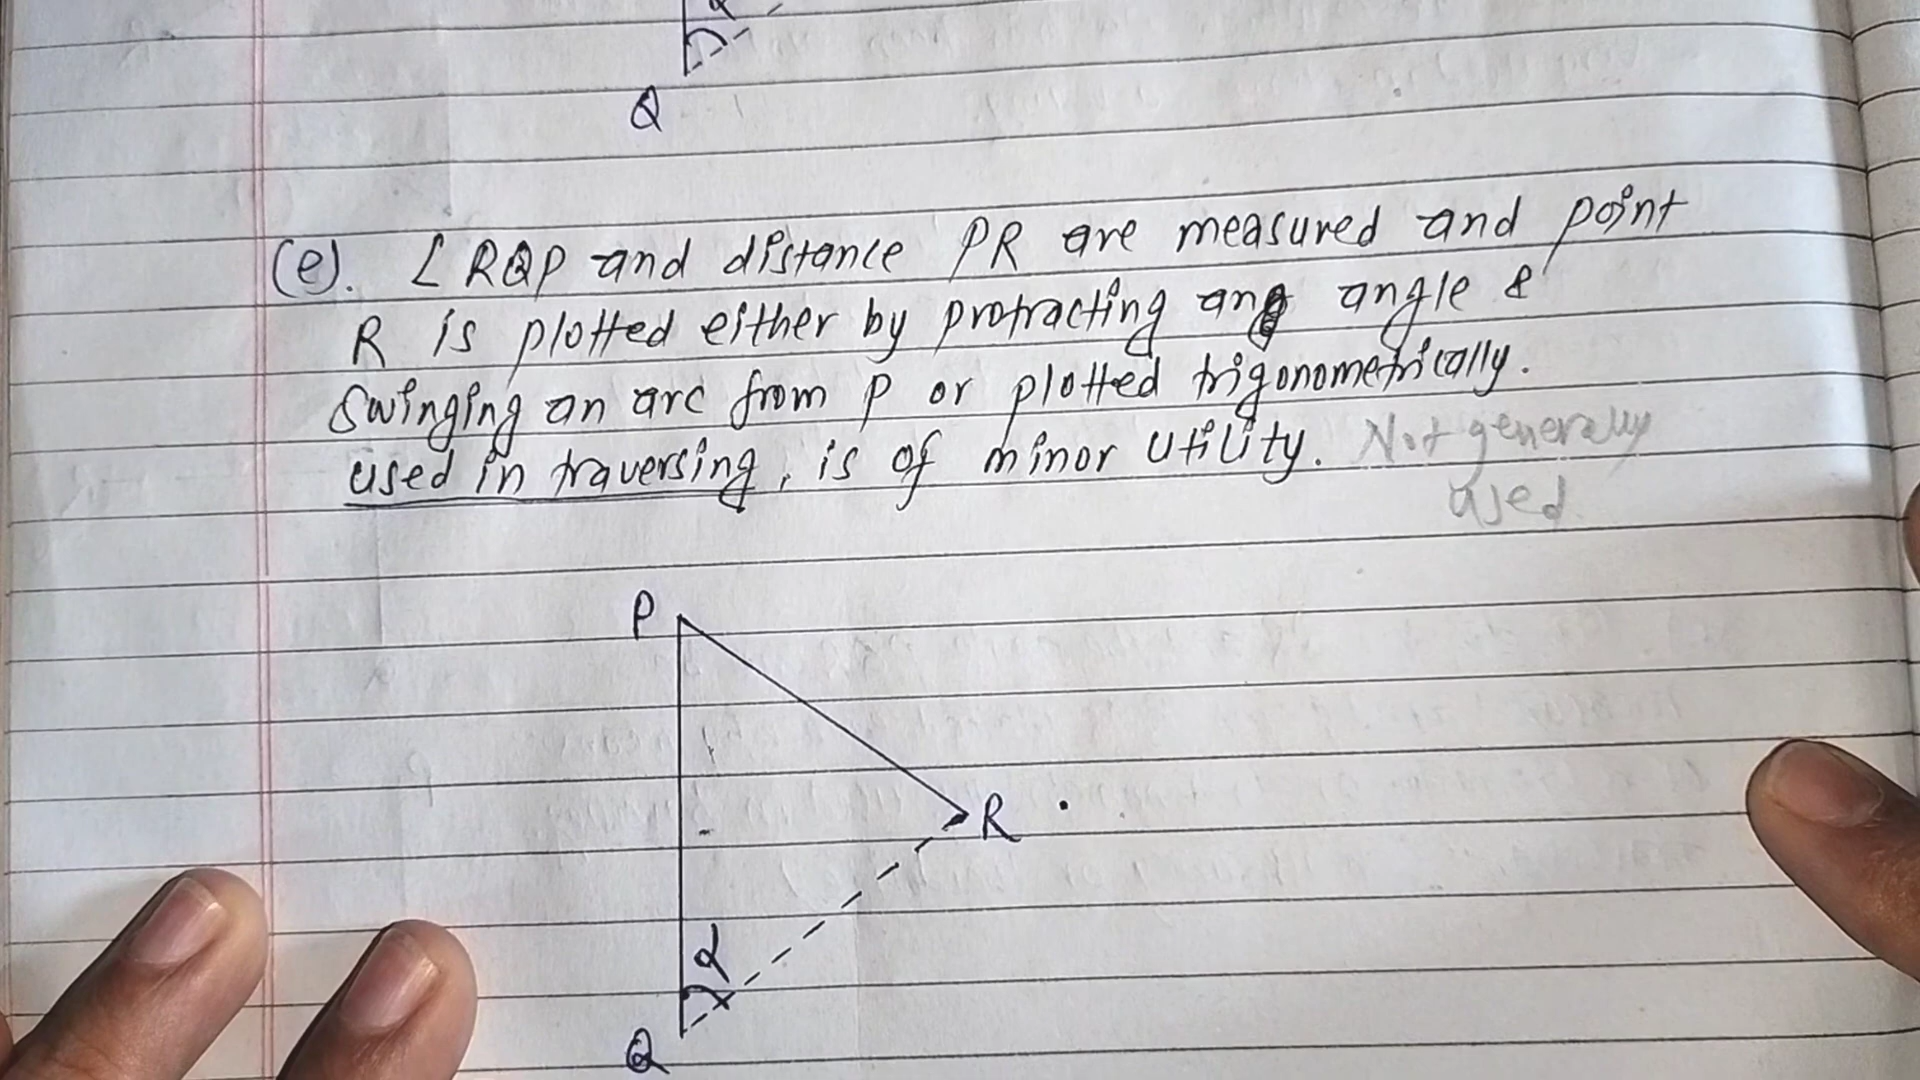 α
Q
(e). ∠RQP and distance PR are measured and point
R is plotted either by protracting ang angle &
Swinging an arc from P or plotted trigonometrically.
used in traversing, is of minor utility. Not generally
used
P
R
α
Q